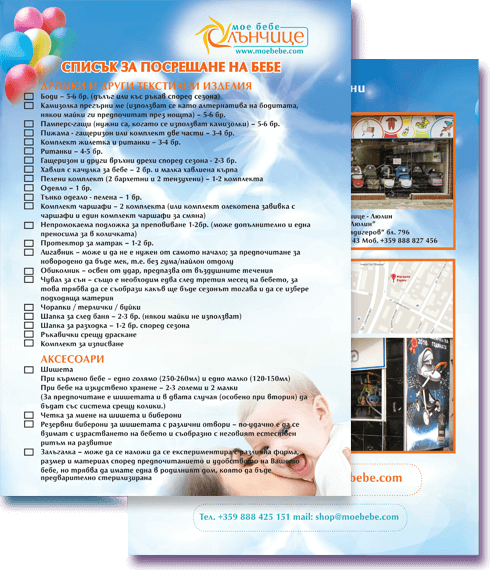 мое бебе
Слънчице
www.moebebe.com
СПИСЪК ЗА ПОСРЕЩАНЕ НА БЕБЕ
ДРЕШКИ И ДРУГИ ТЕКСТИЛНИ ИЗДЕЛИЯ
Боди – 5-6 бр. (дълъг или къс ръкав според сезона)
Камизолка прегърни ме (използват се като алтернатива на бодитата,
някои майки ги предпочитат през нощта) – 5-6 бр.
Памперс-гащи (нужни са, когато се използват камизолки) – 5-6 бр.
Пижама - гащеризон или комплект две части – 3-4 бр.
Комплект жилетка и ританки – 3-4 бр.
Ританки – 4-5 бр.
Гащеризон и други връхни дрехи според сезона - 2-3 бр.
Хавлия с качулка за бебе – 2 бр. и малка хавлиена кърпа
Пелени комплект (2 бархетни и 2 тензухени) – 1-2 комплекта
Одеяло – 1 бр.
Тънко одеяло - пелена – 1 бр.
Комплект чаршафи – 2 комплекта (или комплект олекотена завивка с
чаршафи и един комплект чаршафи за смяна)
Непромокаема подложка за преповиване 1-2бр. (може допълнително и една
преносима за в количката)
Протектор за матрак – 1-2 бр.
Лигавник – може и да не е нужен от самото начало; за предпочитане за
новородено да бъде мек, т.е. без гума/найлон отдолу
Обиколник – освен от удар, предпазва от въздушните течения
Чувал за сън – също е необходим едва след третия месец на бебето, за
това трябва да се съобрази какъв ще бъде сезонът тогава и да се избере
подходяща материя
Чорапки / терлички / буйки
Шапка за след баня – 2-3 бр. (някои майки не използват)
Шапка за разходка – 1-2 бр. според сезона
Ръкавички срещу драскане
Комплект за изписване
АКСЕСОАРИ
Шишета
При кърмено бебе – едно голямо (250-260мл) и едно малко (120-150мл)
При бебе на изкуствено хранене – 2-3 големи и 2 малки
(За предпочитане е шишетата и в двата случая (особено при втория) да
бъдат със система срещу колики.)
Четка за миене на шишета и биберони
Резервни биберони за шишетата с различни отвори – по-удачно е да се
взимат с израстването на бебето и съобразно с неговият естествен
ритъм на развитие
Залъгалка – може да се наложи да се експериментира с различна форма,
размер и материал според предпочитанието и удобството на Вашето
бебе, но трябва да имате една в родилният дом, която да бъде
предварително стерилизирана
ни
нице - Люлин
Люлин"
бл. 796
43 Моб. +359 888 827 456
bebe.com
Тел. +359 888 425 151 mail: shop@moebebe.com